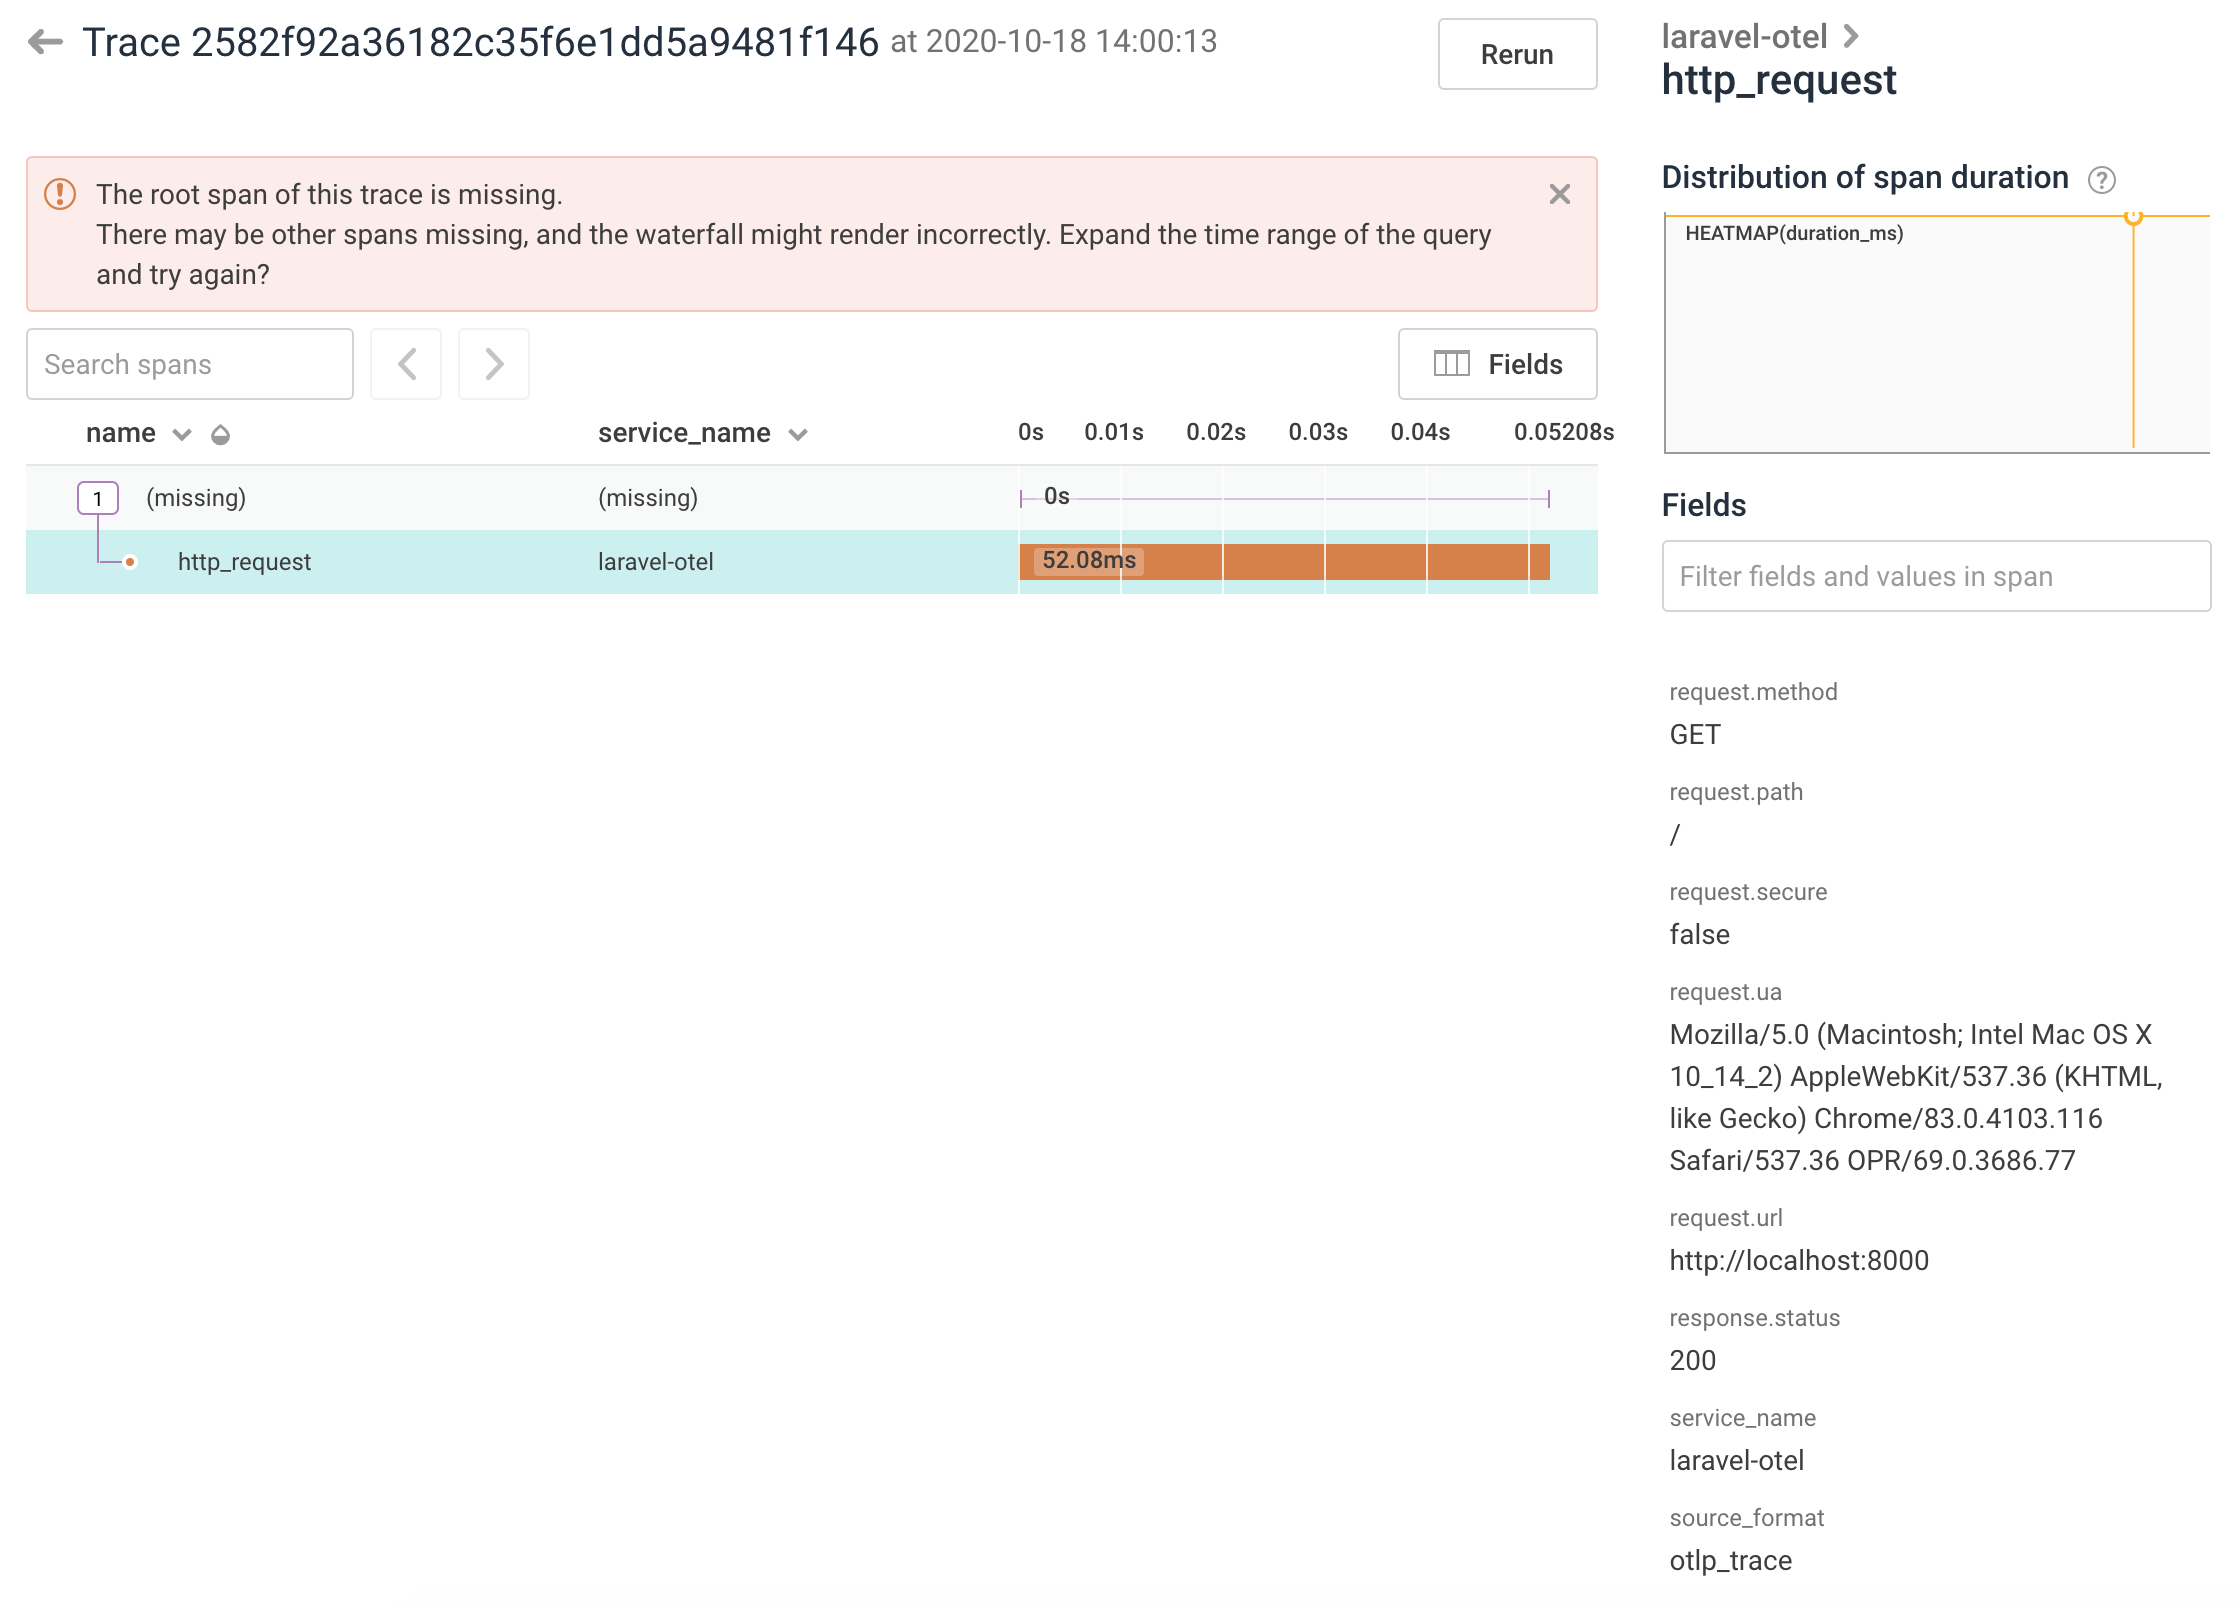 Trace 2582f92a36182c35f6e1dd5a9481f146 at 2020-10-18 14:00:13
Rerun
The root span of this trace is missing.
There may be other spans missing, and the waterfall might render incorrectly. Expand the time range of the query
and try again?
Search spans
Fields
name
service_name
0s 0.01s 0.02s 0.03s 0.04s 0.05208s
1 (missing) (missing) 0s
http_request laravel-otel 52.08ms
laravel-otel
http_request
Distribution of span duration ?
HEATMAP(duration_ms)
Fields
Filter fields and values in span
request.method
GET
request.path
/
request.secure
false
request.ua
Mozilla/5.0 (Macintosh; Intel Mac OS X
10_14_2) AppleWebKit/537.36 (KHTML,
like Gecko) Chrome/83.0.4103.116
Safari/537.36 OPR/69.0.3686.77
request.url
http://localhost:8000
response.status
200
service_name
laravel-otel
source_format
otlp_trace